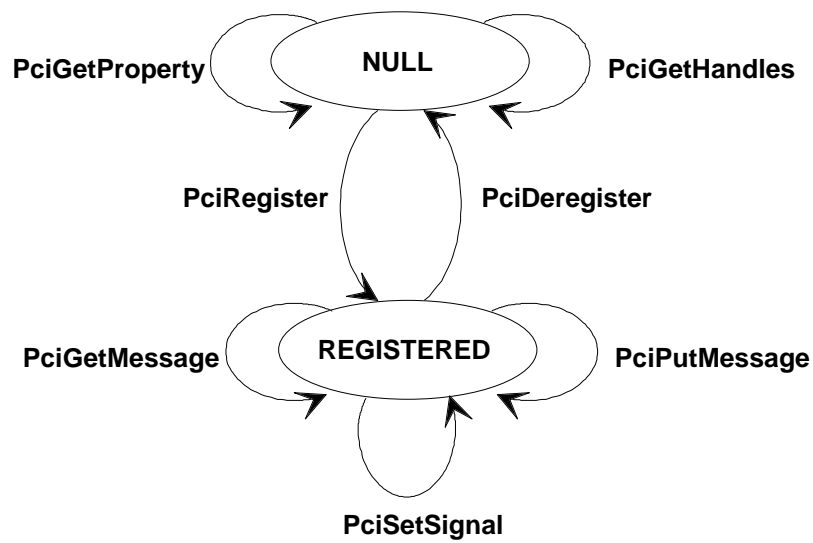 NULL
PciGetProperty
PciGetHandles
PciRegister
PciDeregister
REGISTERED
PciGetMessage
PciPutMessage
PciSetSignal